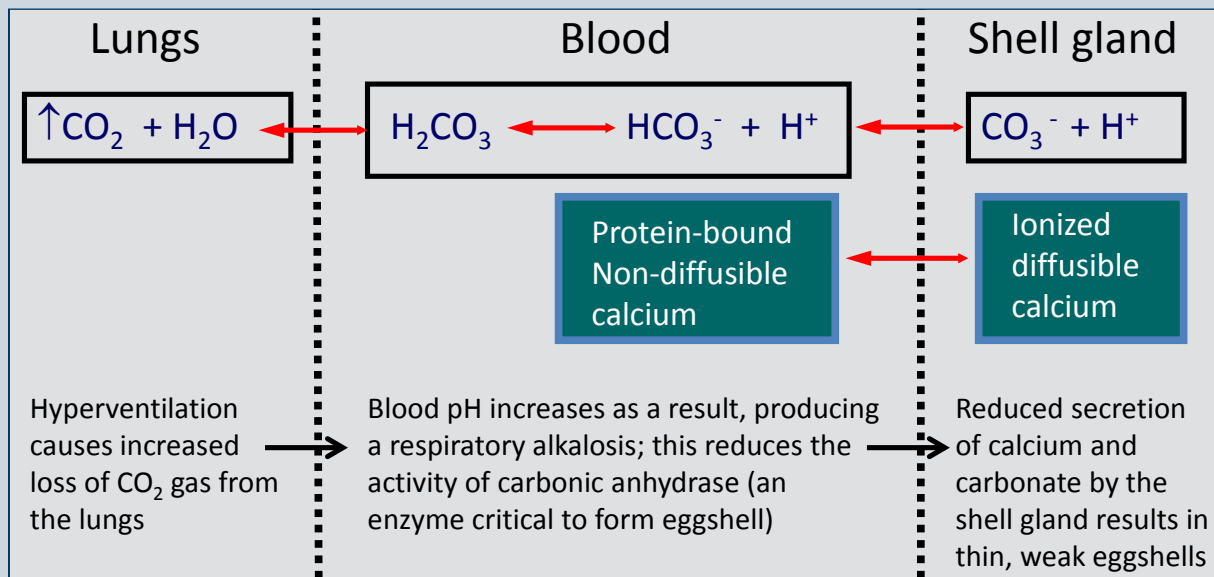 Lungs
Blood
Shell gland
↑CO₂ + H₂O
H₂CO₃
HCO₃⁻ + H⁺
CO₃⁻ + H⁺
Protein-bound
Non-diffusible
calcium
Ionized
diffusible
calcium
Hyperventilation
causes increased
loss of CO₂ gas from
the lungs
Blood pH increases as a result, producing
a respiratory alkalosis; this reduces the
activity of carbonic anhydrase (an
enzyme critical to form eggshell)
Reduced secretion
of calcium and
carbonate by the
shell gland results in
thin, weak eggshells